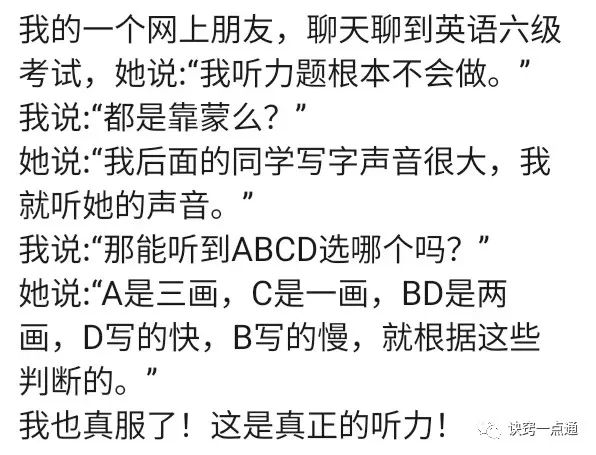 我的一个网上朋友，聊天聊到英语六级
考试，她说:“我听力题根本不会做。”
我说:“都是靠蒙么？”
她说:“我后面的同学写字声音很大，我
就听她的声音。”
我说:“那能听到ABCD选哪个吗？”
她说:“A是三画，C是一画，BD是两
画，D写的快，B写的慢，就根据这些
判断的。”
我也真服了！这是真正的听力！
诀窍一点通